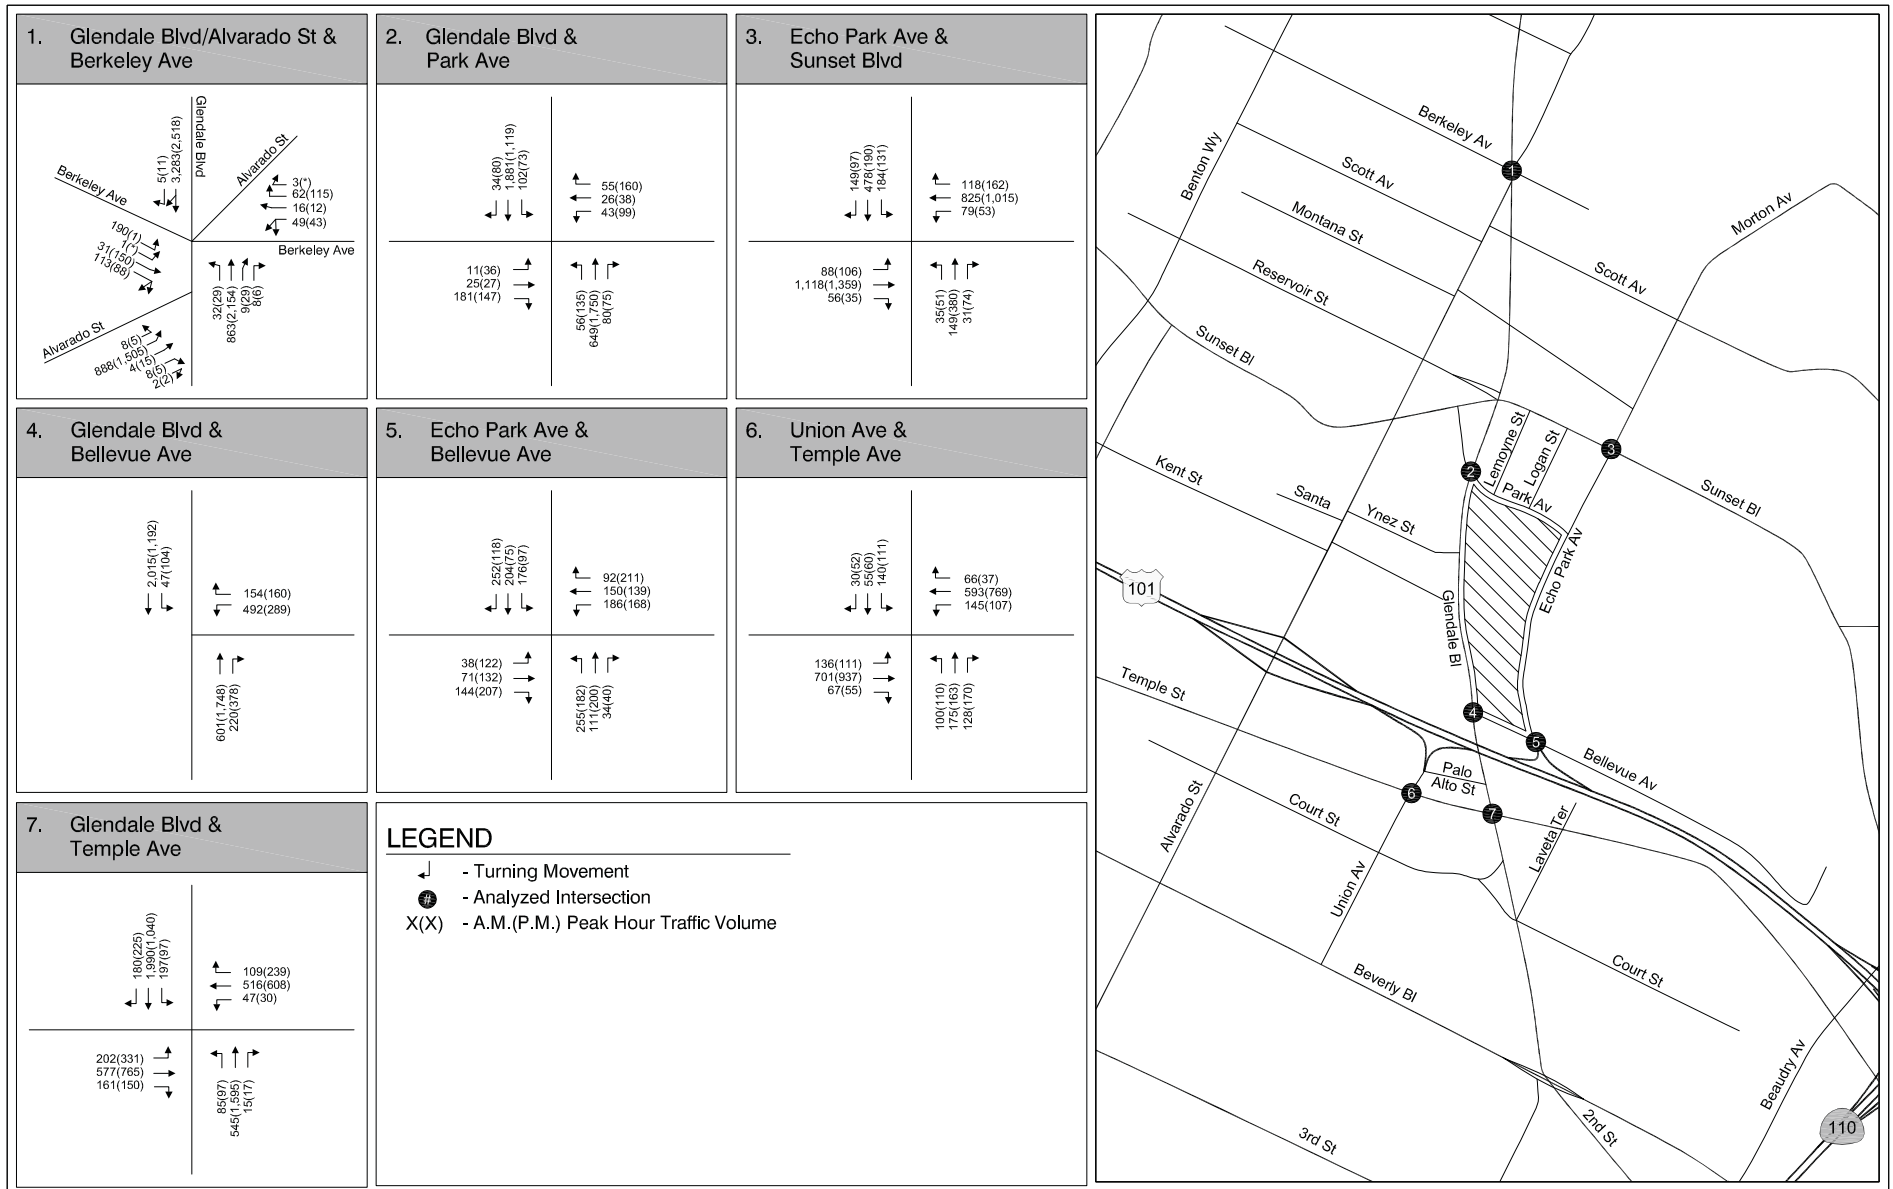 1. Glendale Blvd/Alvarado St &
Berkeley Ave
Glendale Blvd
Alvarado St
Berkeley Ave
Berkeley Ave
Alvarado St
5(1)
3,283(2,518)
3(*)
62(115)
16(12)
49(43)
190(1)
1(*)
31(150)
113(88)
32(29)
863(2,154)
9(29)
8(6)
8(5)
888(1,505)
4(15)
8(5)
2(2)
2. Glendale Blvd &
Park Ave
34(80)
1,881(1,119)
102(73)
55(160)
26(38)
43(99)
11(36)
25(27)
181(147)
56(135)
649(1,750)
80(75)
3. Echo Park Ave &
Sunset Blvd
149(97)
478(190)
184(131)
118(162)
825(1,015)
79(53)
88(106)
1,118(1,359)
56(35)
35(51)
149(380)
31(74)
4. Glendale Blvd &
Bellevue Ave
2,015(1,192)
47(104)
154(160)
492(289)
601(1,748)
220(378)
5. Echo Park Ave &
Bellevue Ave
252(118)
204(75)
176(97)
92(211)
150(139)
186(168)
38(122)
71(132)
144(207)
255(182)
111(200)
34(40)
6. Union Ave &
Temple Ave
30(52)
55(60)
140(111)
66(37)
593(769)
145(107)
136(111)
701(937)
67(55)
100(110)
175(163)
128(170)
7. Glendale Blvd &
Temple Ave
180(225)
1,990(1,040)
197(97)
109(239)
516(608)
47(30)
202(331)
577(765)
161(150)
85(97)
545(1,595)
15(17)
LEGEND
- Turning Movement
# - Analyzed Intersection
X(X) - A.M.(P.M.) Peak Hour Traffic Volume
Berkeley Av
1
Benton Wy
Scott Av
Montana St
Morton Av
Reservoir St
Scott Av
Sunset Bl
Lemoyne St
Logan St
3
2
Kent St
Santa
Ynez St
Park Av
Sunset Bl
Echo Park Av
101
Glendale Bl
Temple St
4
5
Bellevue Av
Palo
Alto St
6
7
Court St
Alvarado St
Laveta Ter
Union Av
Beverly Bl
Court St
Beaudry Av
2nd St
3rd St
110